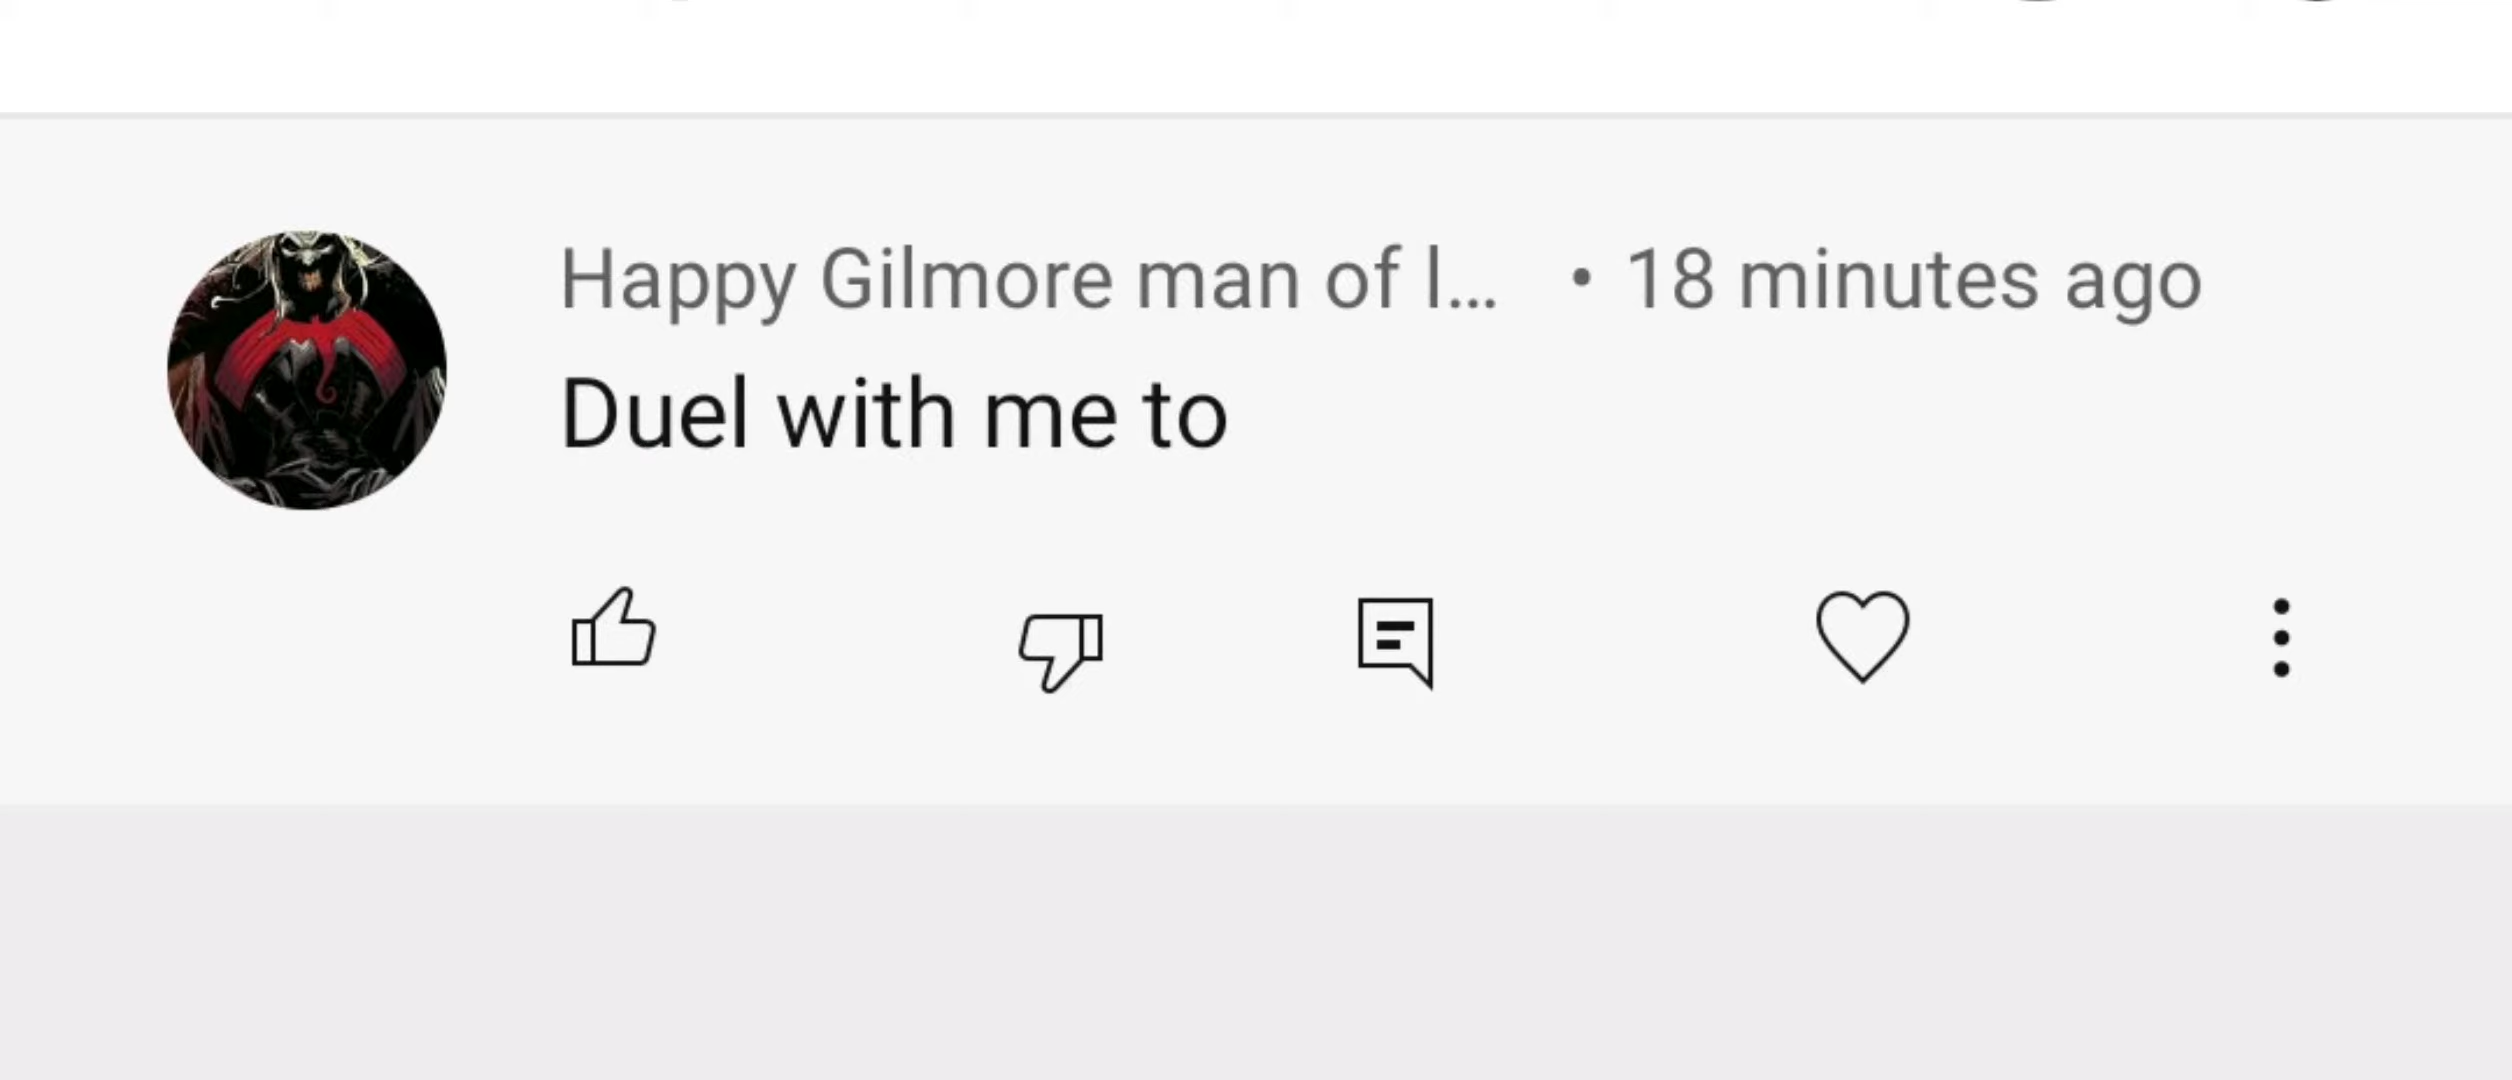 Happy Gilmore man of l... • 18 minutes ago
Duel with me to